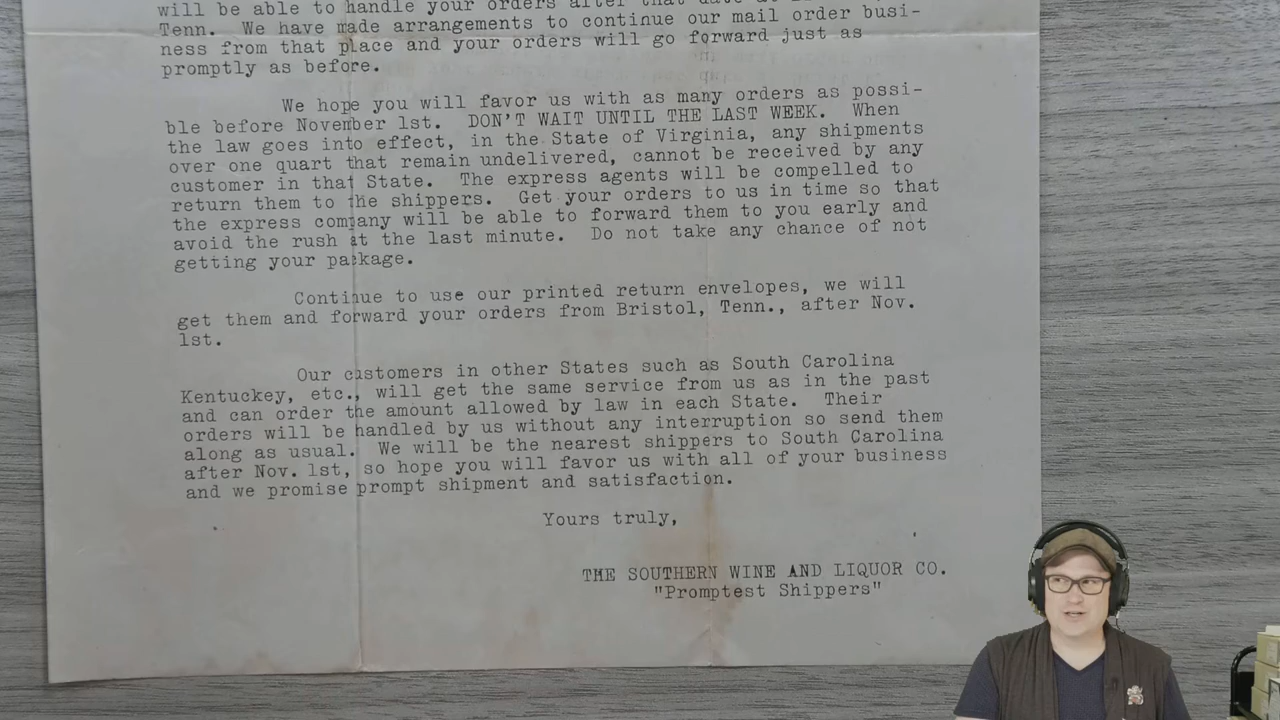 will be able to handle your orders after that date at
Tenn.  We have made arrangements to continue our mail order busi-
ness from that place and your orders will go forward just as
promptly as before.
We hope you will favor us with as many orders as possi-
ble before November 1st.  DON'T WAIT UNTIL THE LAST WEEK.  When
the law goes into effect, in the State of Virginia, any shipments
over one quart that remain undelivered, cannot be received by any
customer in that State.  The express agents will be compelled to
return them to the shippers.  Get your orders to us in time so that
the express company will be able to forward them to you early and
avoid the rush at the last minute.  Do not take any chance of not
getting your package.
Continue to use our printed return envelopes, we will
get them and forward your orders from Bristol, Tenn., after Nov.
1st.
Our customers in other States such as South Carolina
Kentuckey, etc., will get the same service from us as in the past
and can order the amount allowed by law in each State.  Their
orders will be handled by us without any interruption so send them
along as usual.  We will be the nearest shippers to South Carolina
after Nov. 1st, so hope you will favor us with all of your business
and we promise prompt shipment and satisfaction.
Yours truly,
THE SOUTHERN WINE AND LIQUOR CO.
"Promptest Shippers"